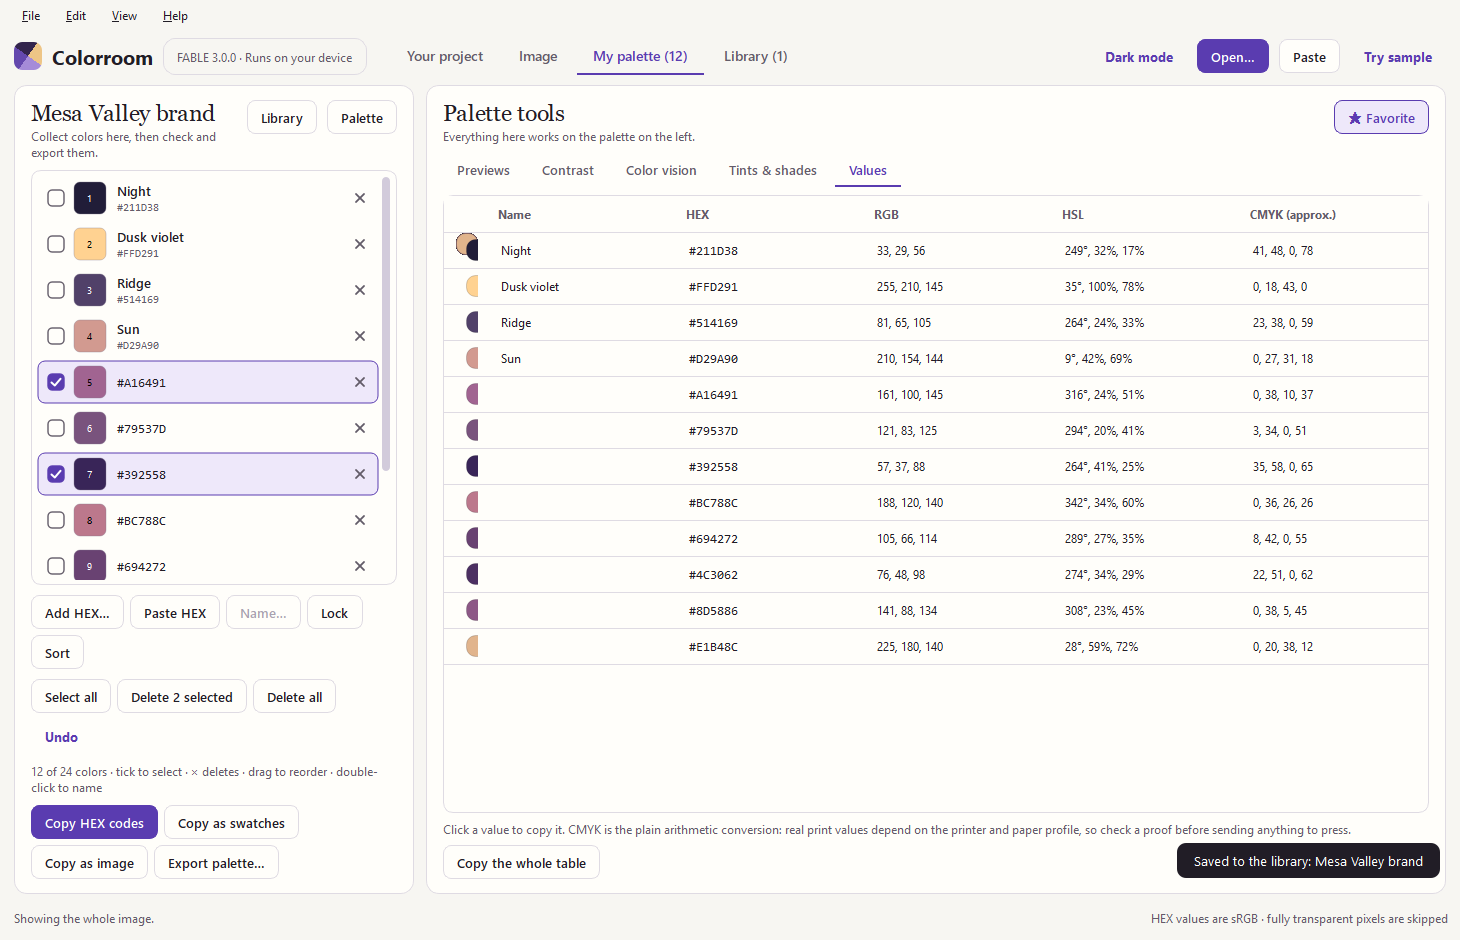 File Edit View Help
Colorroom FABLE 3.0.0 · Runs on your device Your project Image My palette (12) Library (1) Dark mode Open... Paste Try sample
Mesa Valley brand Library Palette
Collect colors here, then check and
export them.
1 Night
#211D38
2 Dusk violet
#FFD291
3 Ridge
#514169
4 Sun
#D29A90
5 #A16491
6 #79537D
7 #392558
8 #BC788C
9 #694272
Add HEX... Paste HEX Name... Lock
Sort
Select all Delete 2 selected Delete all
Undo
12 of 24 colors · tick to select · × deletes · drag to reorder · double-
click to name
Copy HEX codes Copy as swatches
Copy as image Export palette...
Palette tools ★ Favorite
Everything here works on the palette on the left.
Previews Contrast Color vision Tints & shades Values
Name HEX RGB HSL CMYK (approx.)
Night #211D38 33, 29, 56 249°, 32%, 17% 41, 48, 0, 78
Dusk violet #FFD291 255, 210, 145 35°, 100%, 78% 0, 18, 43, 0
Ridge #514169 81, 65, 105 264°, 24%, 33% 23, 38, 0, 59
Sun #D29A90 210, 154, 144 9°, 42%, 69% 0, 27, 31, 18
#A16491 161, 100, 145 316°, 24%, 51% 0, 38, 10, 37
#79537D 121, 83, 125 294°, 20%, 41% 3, 34, 0, 51
#392558 57, 37, 88 264°, 41%, 25% 35, 58, 0, 65
#BC788C 188, 120, 140 342°, 34%, 60% 0, 36, 26, 26
#694272 105, 66, 114 289°, 27%, 35% 8, 42, 0, 55
#4C3062 76, 48, 98 274°, 34%, 29% 22, 51, 0, 62
#8D5886 141, 88, 134 308°, 23%, 45% 0, 38, 5, 45
#E1B48C 225, 180, 140 28°, 59%, 72% 0, 20, 38, 12
Click a value to copy it. CMYK is the plain arithmetic conversion: real print values depend on the printer and paper profile, so check a proof before sending anything to press.
Copy the whole table Saved to the library: Mesa Valley brand
Showing the whole image. HEX values are sRGB · fully transparent pixels are skipped